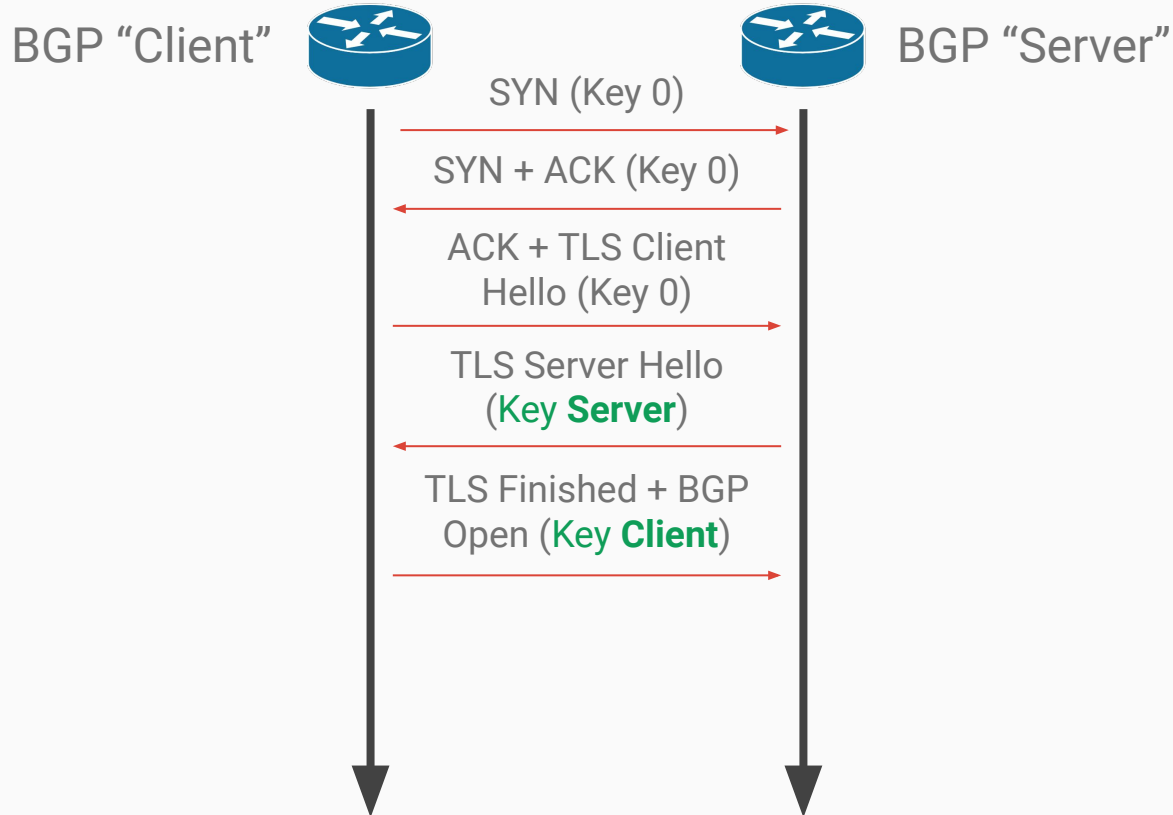 BGP “Client”
BGP “Server”
SYN (Key 0)
SYN + ACK (Key 0)
ACK + TLS Client
Hello (Key 0)
TLS Server Hello
(Key Server)
TLS Finished + BGP
Open (Key Client)